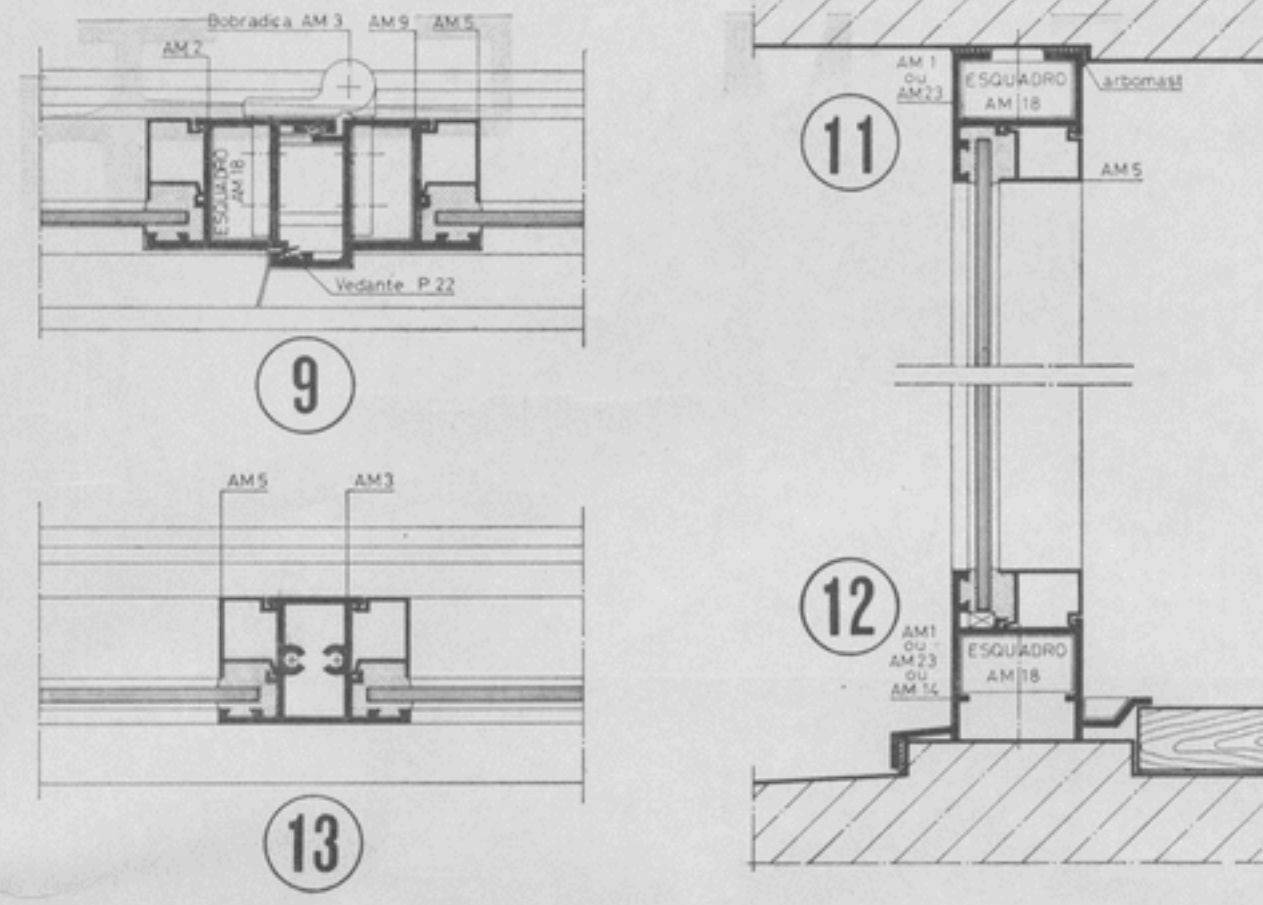 Bobradica AM 3
AM 9
AM 5
AM 2
ESQUADRO
AM 18
Vedante P 22
9
AM 5
AM 3
13
AM 1
ou
AM 23
ESQUADRO
AM 18
arbomast
11
AM 5
12
AM 1
ou
AM 23
ou
AM 14
ESQUADRO
AM 18